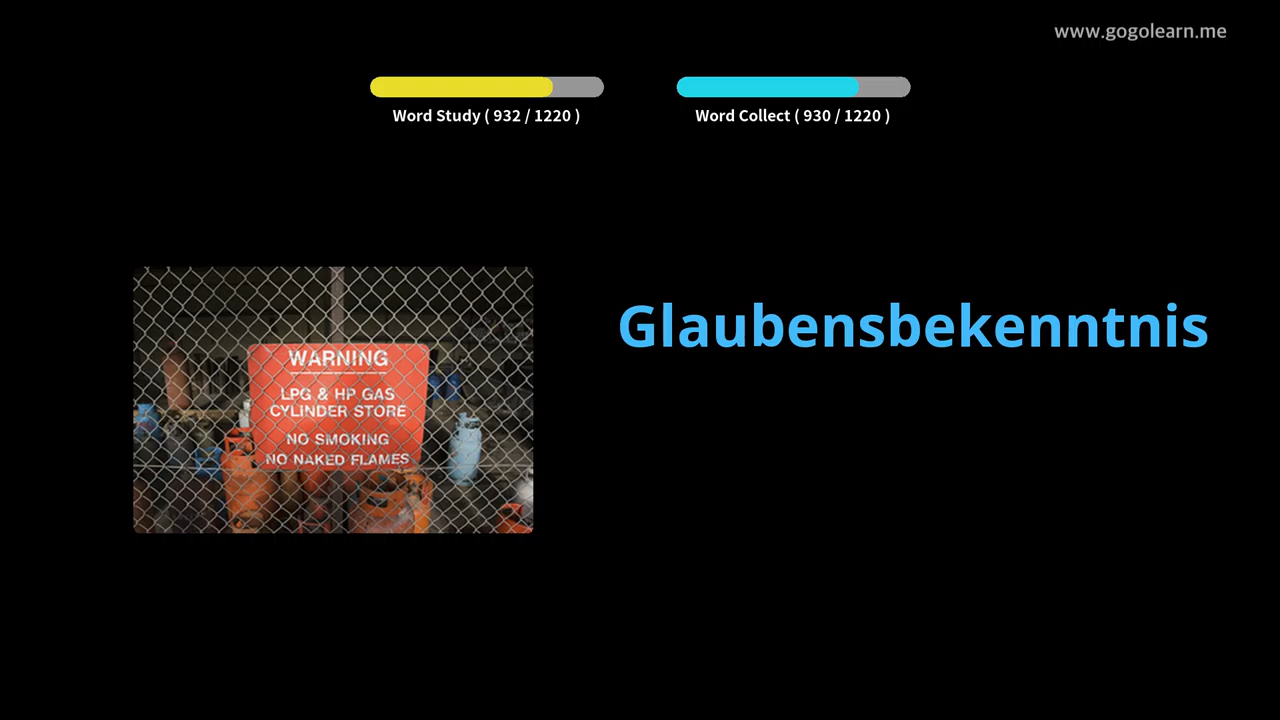 www.gogolearn.me
Word Study ( 932 / 1220 )
Word Collect ( 930 / 1220 )
Glaubensbekenntnis
WARNING
LPG & HP GAS
CYLINDER STORE
NO SMOKING
NO NAKED FLAMES